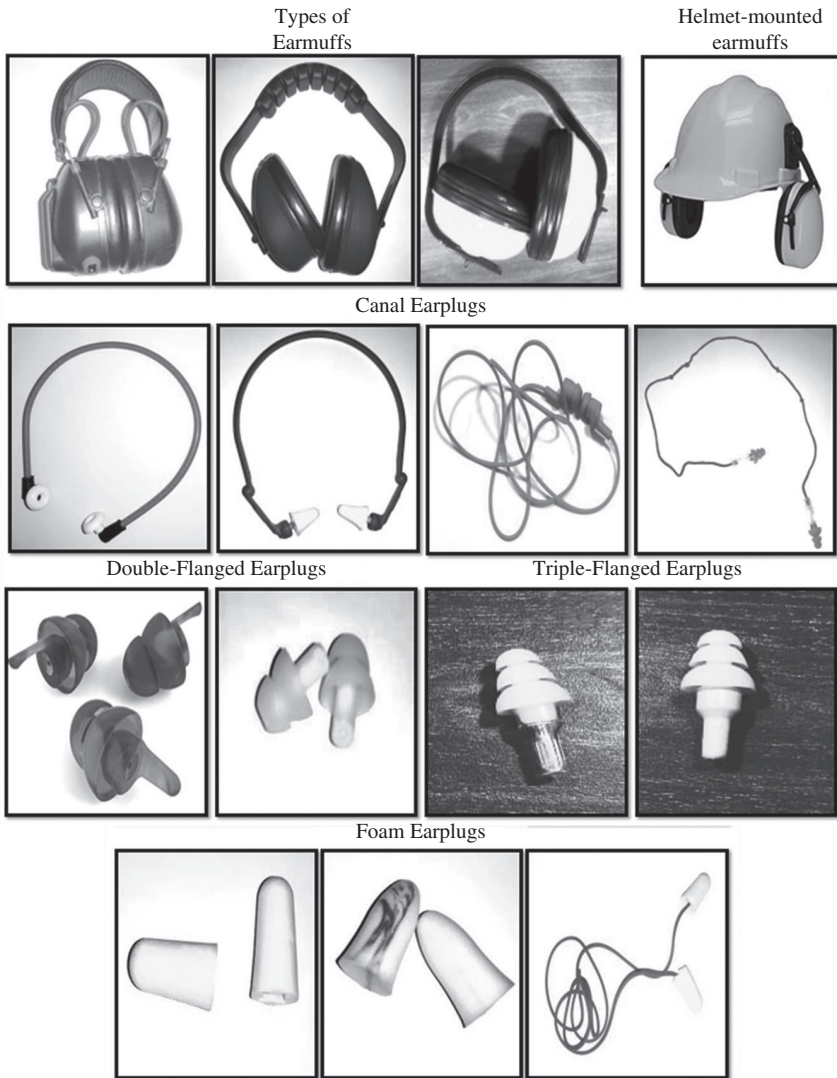 Types of
Earmuffs
Helmet-mounted
earmuffs
Canal Earplugs
Double-Flanged Earplugs
Triple-Flanged Earplugs
Foam Earplugs